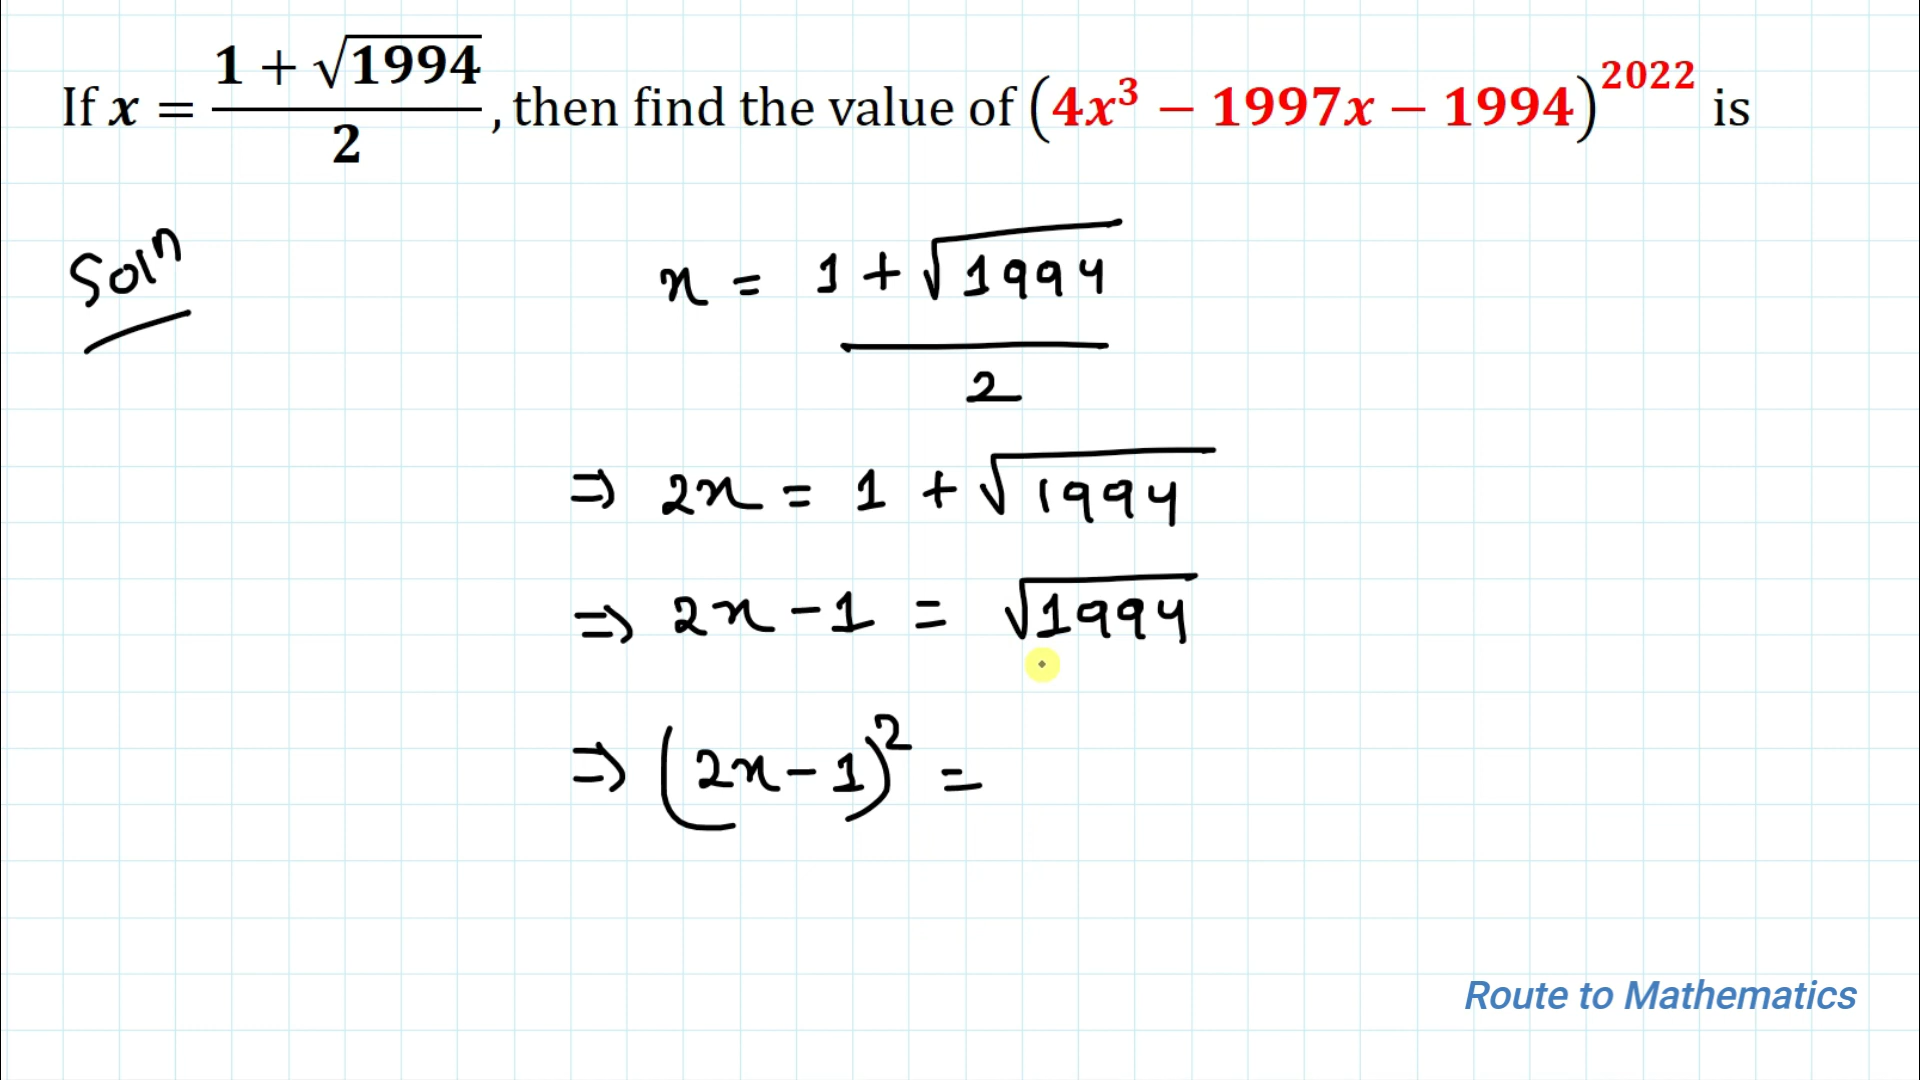 If x = (1 + √1994)/2, then find the value of (4x³ − 1997x − 1994)²⁰²² is
Solⁿ
x = (1 + √1994)/2
⇒ 2x = 1 + √1994
⇒ 2x − 1 = √1994
⇒ (2x − 1)² =
Route to Mathematics